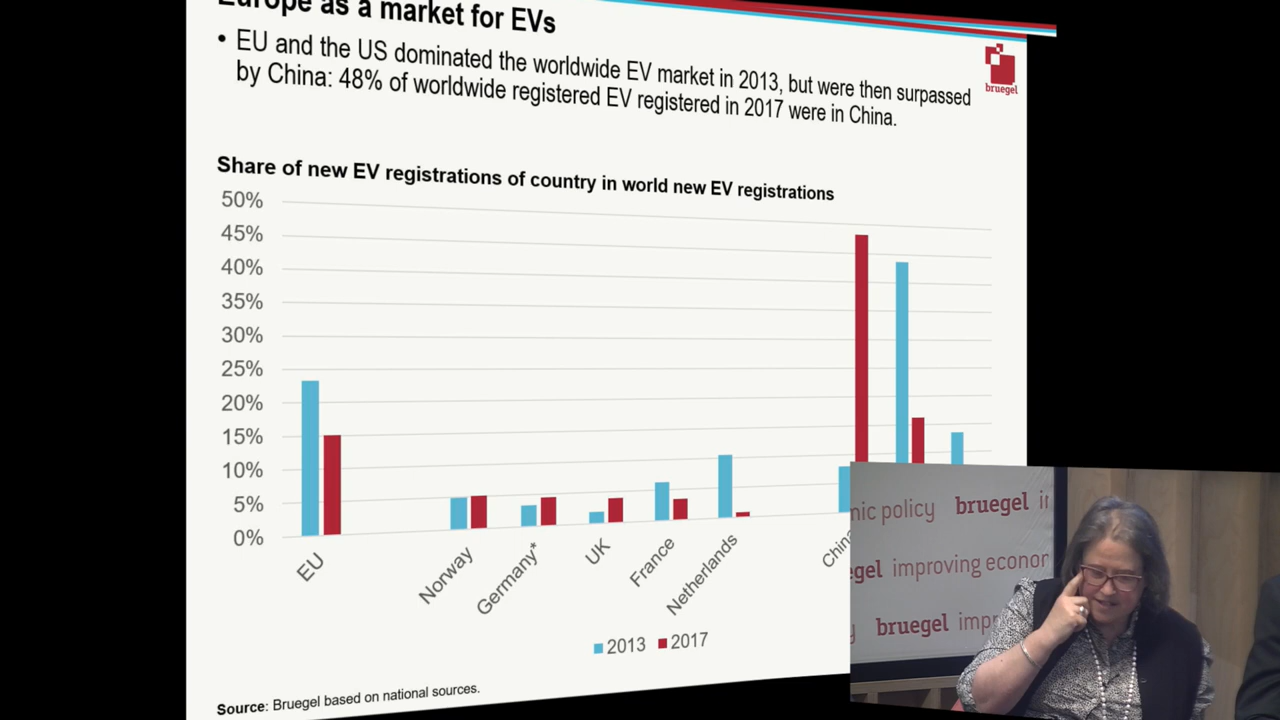 Europe as a market for EVs
• EU and the US dominated the worldwide EV market in 2013, but were then surpassed
by China: 48% of worldwide registered EV registered in 2017 were in China.
bruegel
Share of new EV registrations of country in world new EV registrations
50%
45%
40%
35%
30%
25%
20%
15%
10%
5%
0%
EU
Norway
Germany*
UK
France
Netherlands
China
2013 2017
Source: Bruegel based on national sources.
nic policy bruegel i
egel improving econor
bruegel imp